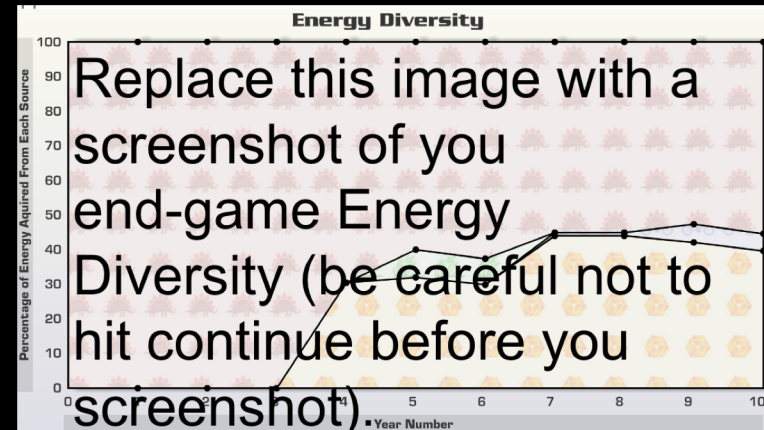 Energy Diversity
Percentage of Energy Aquired From Each Source
100
90
80
70
60
50
40
30
20
10
0
Replace this image with a
screenshot of you
end-game Energy
Diversity (be careful not to
hit continue before you
screenshot).
0 2 4 5 6 7 8 9 10
Year Number